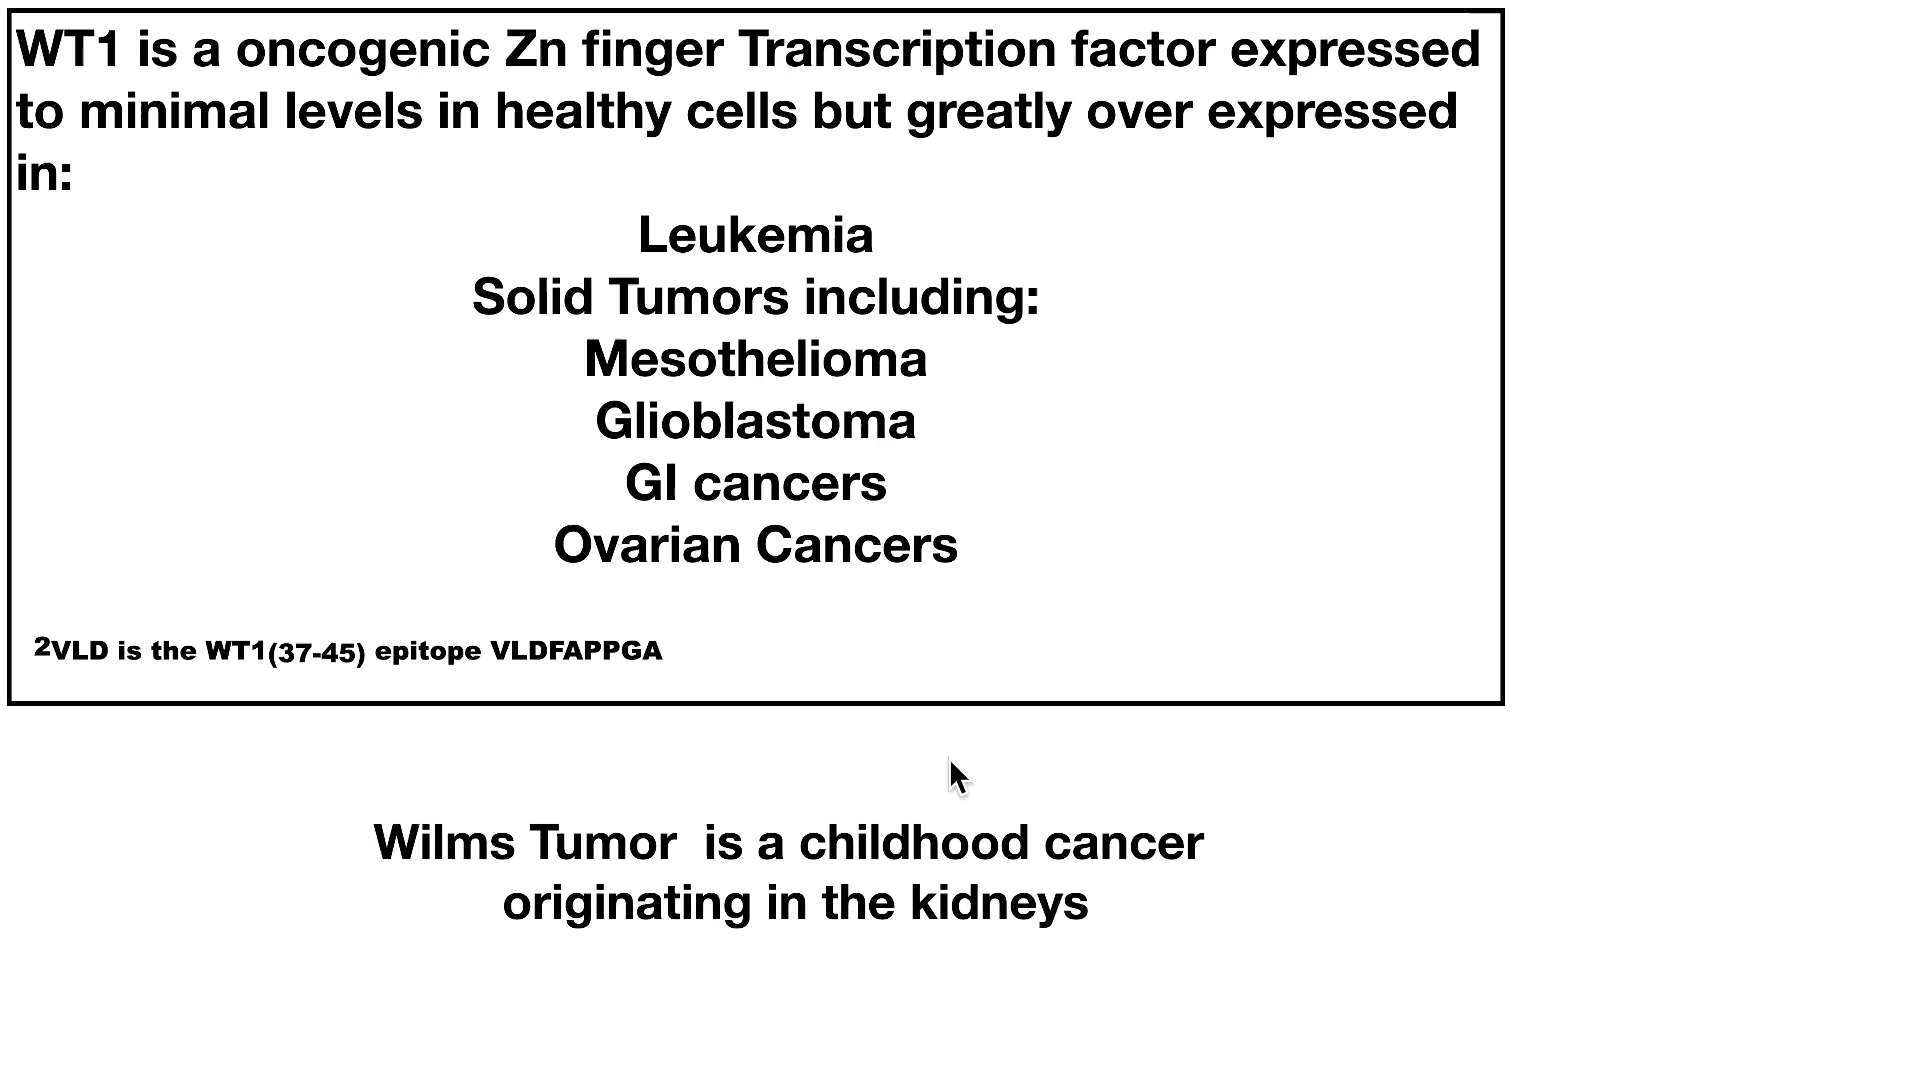 WT1 is a oncogenic Zn finger Transcription factor expressed
to minimal levels in healthy cells but greatly over expressed
in:
Leukemia
Solid Tumors including:
Mesothelioma
Glioblastoma
GI cancers
Ovarian Cancers
²VLD is the WT1(37-45) epitope VLDFAPPGA
Wilms Tumor  is a childhood cancer
originating in the kidneys